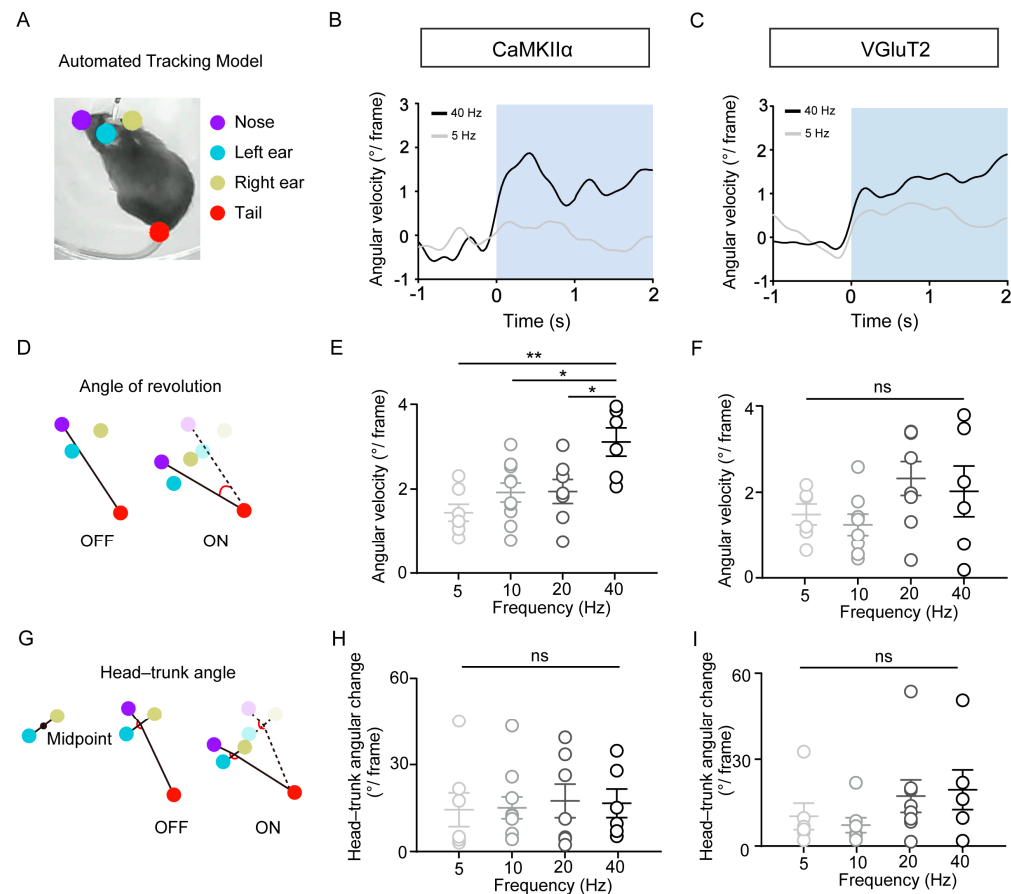 A
Automated Tracking Model
Nose
Left ear
Right ear
Tail
B
CaMKIIα
Angular velocity (°/ frame)
3
2
1
0
-1
40 Hz
5 Hz
-1
0
1
2
Time (s)
C
VGluT2
Angular velocity (°/ frame)
3
2
1
0
-1
40 Hz
5 Hz
-1
0
1
2
Time (s)
D
Angle of revolution
OFF
ON
E
Angular velocity (°/ frame)
4
2
0
**
*
*
5
10
20
40
Frequency (Hz)
F
Angular velocity (°/ frame)
4
2
0
ns
5
10
20
40
Frequency (Hz)
G
Head–trunk angle
Midpoint
OFF
ON
H
Head–trunk angular change
(°/ frame)
60
30
0
ns
5
10
20
40
Frequency (Hz)
I
Head–trunk angular change
(°/ frame)
60
30
0
ns
5
10
20
40
Frequency (Hz)